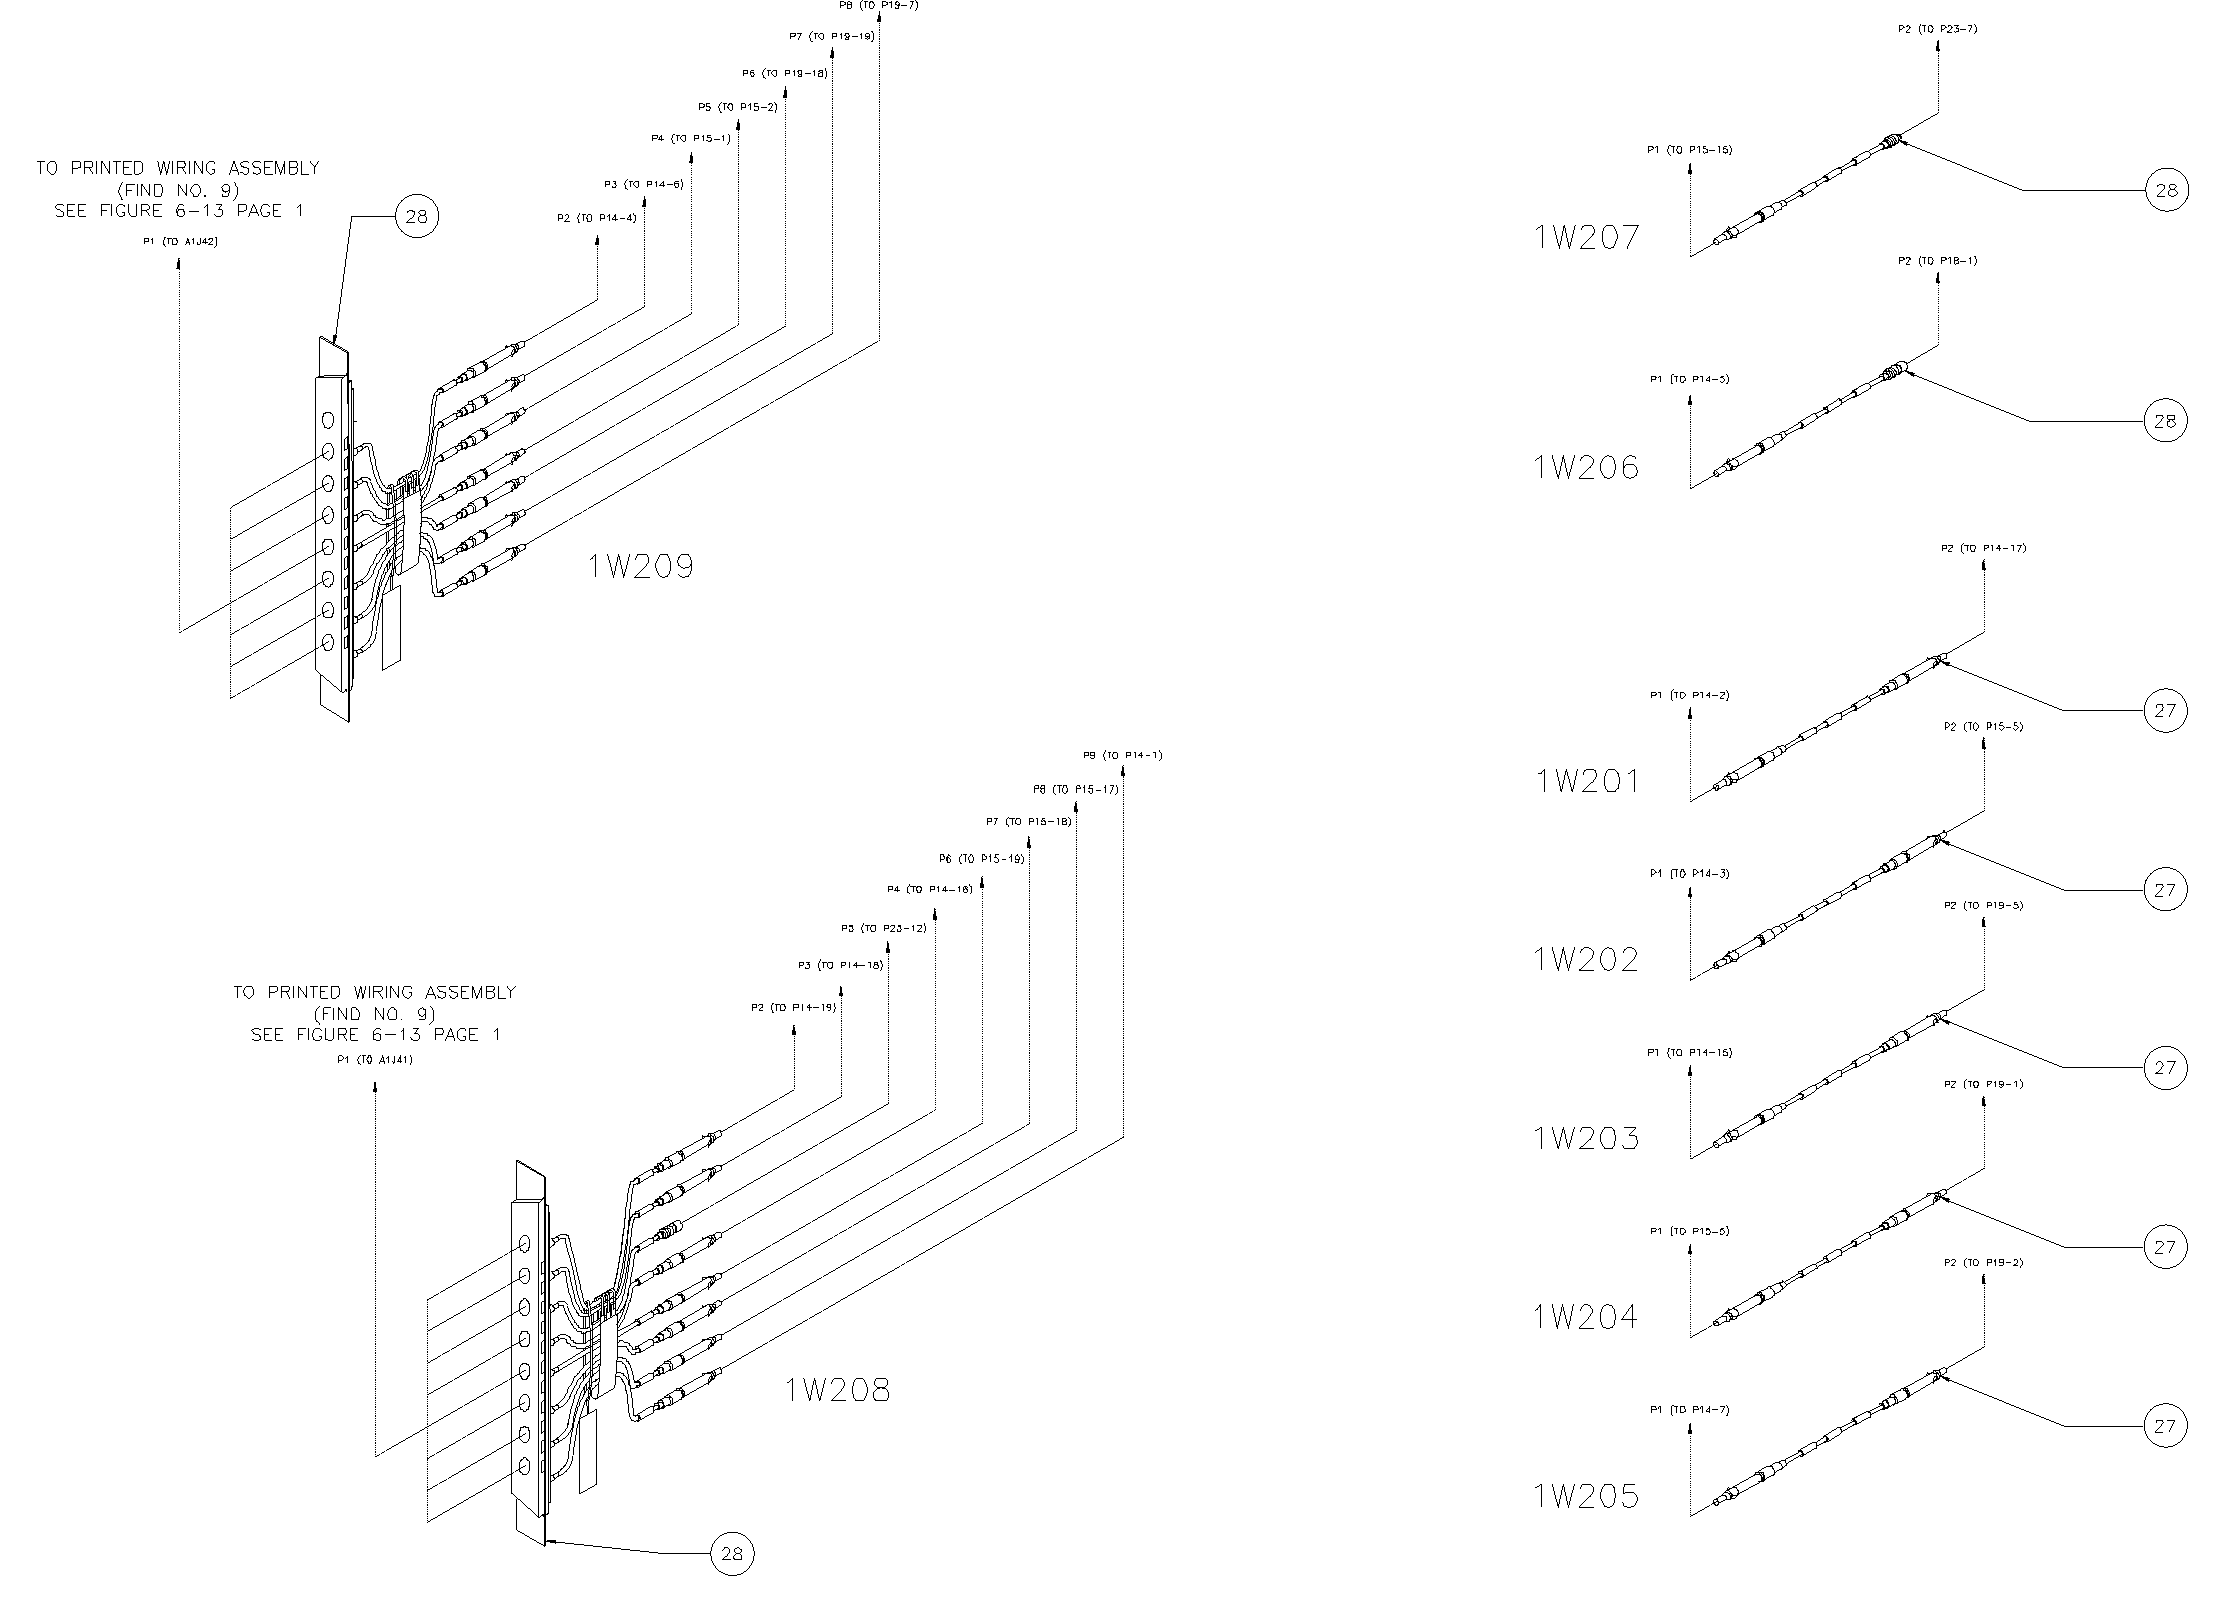 P8 (TO P19-7)
P7 (TO P19-19)
P6 (TO P19-18)
P5 (TO P15-2)
P4 (TO P15-1)
P3 (TO P14-6)
P2 (TO P14-4)
TO PRINTED WIRING ASSEMBLY
(FIND NO. 9)
SEE FIGURE 6-13 PAGE 1
P1 (TO A1J42)
28
1W209
P9 (TO P14-1)
P8 (TO P15-17)
P7 (TO P15-18)
P6 (TO P15-19)
P4 (TO P14-16)
P5 (TO P23-12)
P3 (TO P14-18)
P2 (TO P14-19)
TO PRINTED WIRING ASSEMBLY
(FIND NO. 9)
SEE FIGURE 6-13 PAGE 1
P1 (TO A1J41)
1W208
28
P2 (TO P23-7)
P1 (TO P15-16)
28
1W207
P2 (TO P18-1)
P1 (TO P14-5)
28
1W206
P2 (TO P14-17)
P1 (TO P14-2)
27
1W201
P2 (TO P15-5)
P1 (TO P14-3)
27
1W202
P2 (TO P19-5)
P1 (TO P14-15)
27
1W203
P2 (TO P19-1)
P1 (TO P15-6)
27
1W204
P2 (TO P19-2)
P1 (TO P14-7)
27
1W205